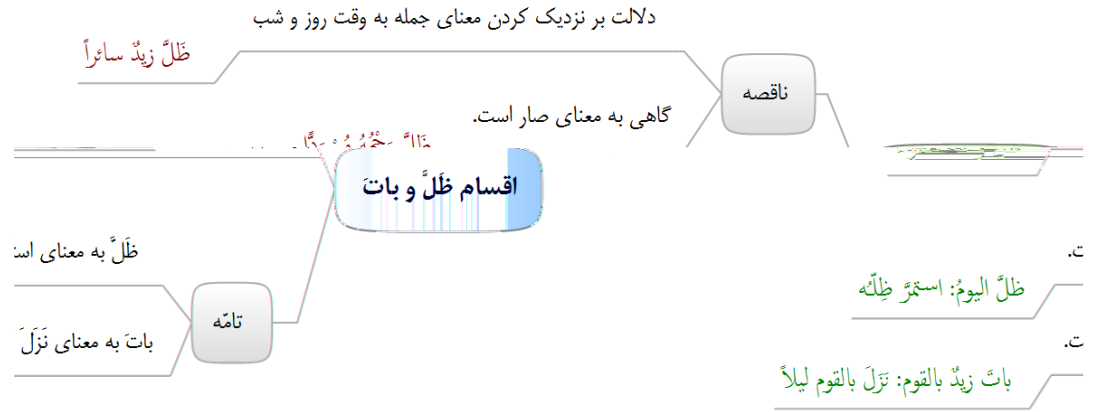 دلالت بر نزدیک کردن معنای جمله به وقت روز و شب
ظَلَّ زیدٌ سائراً
ناقصه
گاهی به معنای صار است.
ظَلَّ وَجْهُهُ
اقسام ظَلَّ و باتَ
ظَلَّ به معنای
ت.
ظلَّ الیومُ: استمرَّ ظِلّه
تامّه
باتَ به معنای نَزَلَ
ت.
باتَ زیدٌ بالقوم: نَزَلَ بالقوم لیلاً